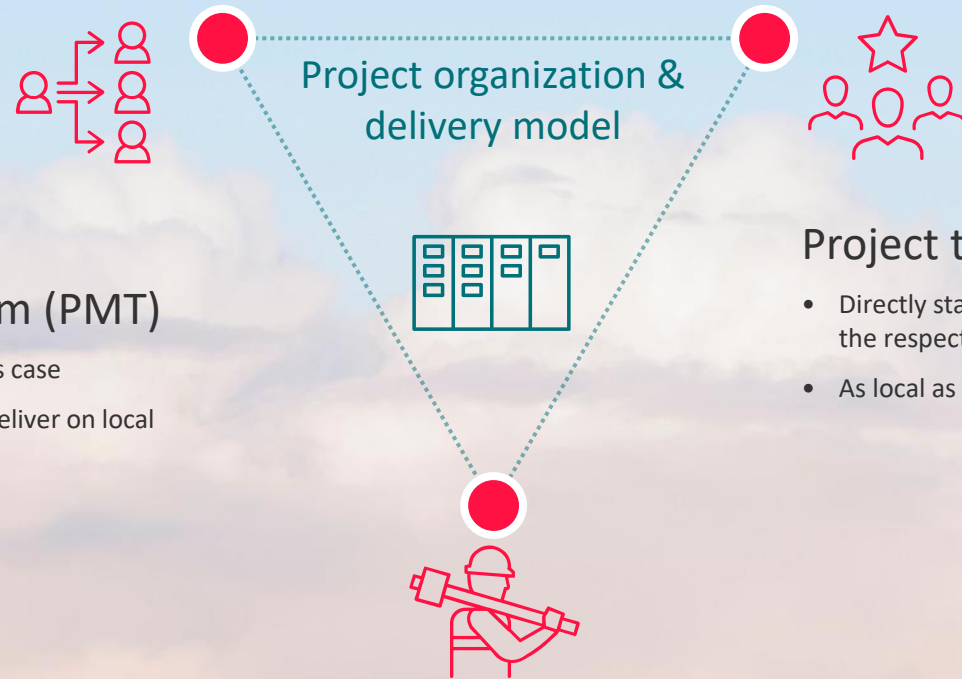 Project organization &
delivery model
m (PMT)
s case
eliver on local
Project t
• Directly sta
the respect
• As local as